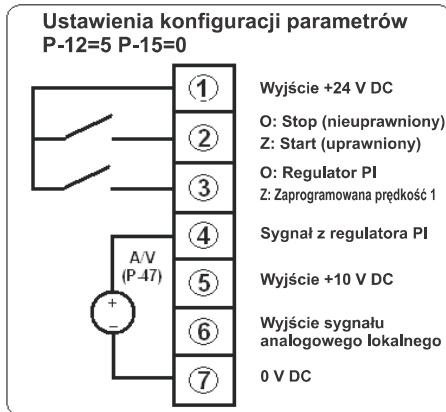 Ustawienia konfiguracji parametrów
P-12=5 P-15=0
1 Wyjście +24 V DC
O: Stop (nieuprawniony)
2 Z: Start (uprawniony)
O: Regulator PI
3 Z: Zaprogramowana prędkość 1
4 Sygnał z regulatora PI
A/V
(P-47)
5 Wyjście +10 V DC
+
−
6 Wyjście sygnału
analogowego lokalnego
7 0 V DC